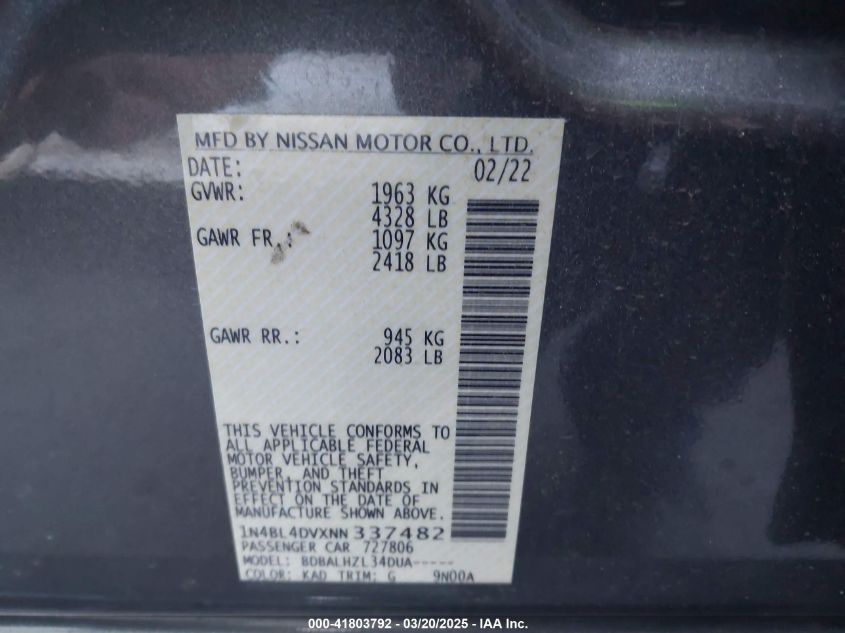 MFD BY NISSAN MOTOR CO., LTD.
DATE: 02/22
GVWR: 1963 KG
4328 LB
GAWR FR. 1097 KG
2418 LB
GAWR RR.: 945 KG
2083 LB
THIS VEHICLE CONFORMS TO
ALL APPLICABLE FEDERAL
MOTOR VEHICLE SAFETY,
BUMPER, AND THEFT
PREVENTION STANDARDS IN
EFFECT ON THE DATE OF
MANUFACTURE SHOWN ABOVE.
1N4BL4DVXNN337482
PASSENGER CAR 727806
MODEL: BDBALHZL34DUA-----
COLOR: KAD TRIM: G 9N00A
000-41803792 - 03/20/2025 - IAA Inc.